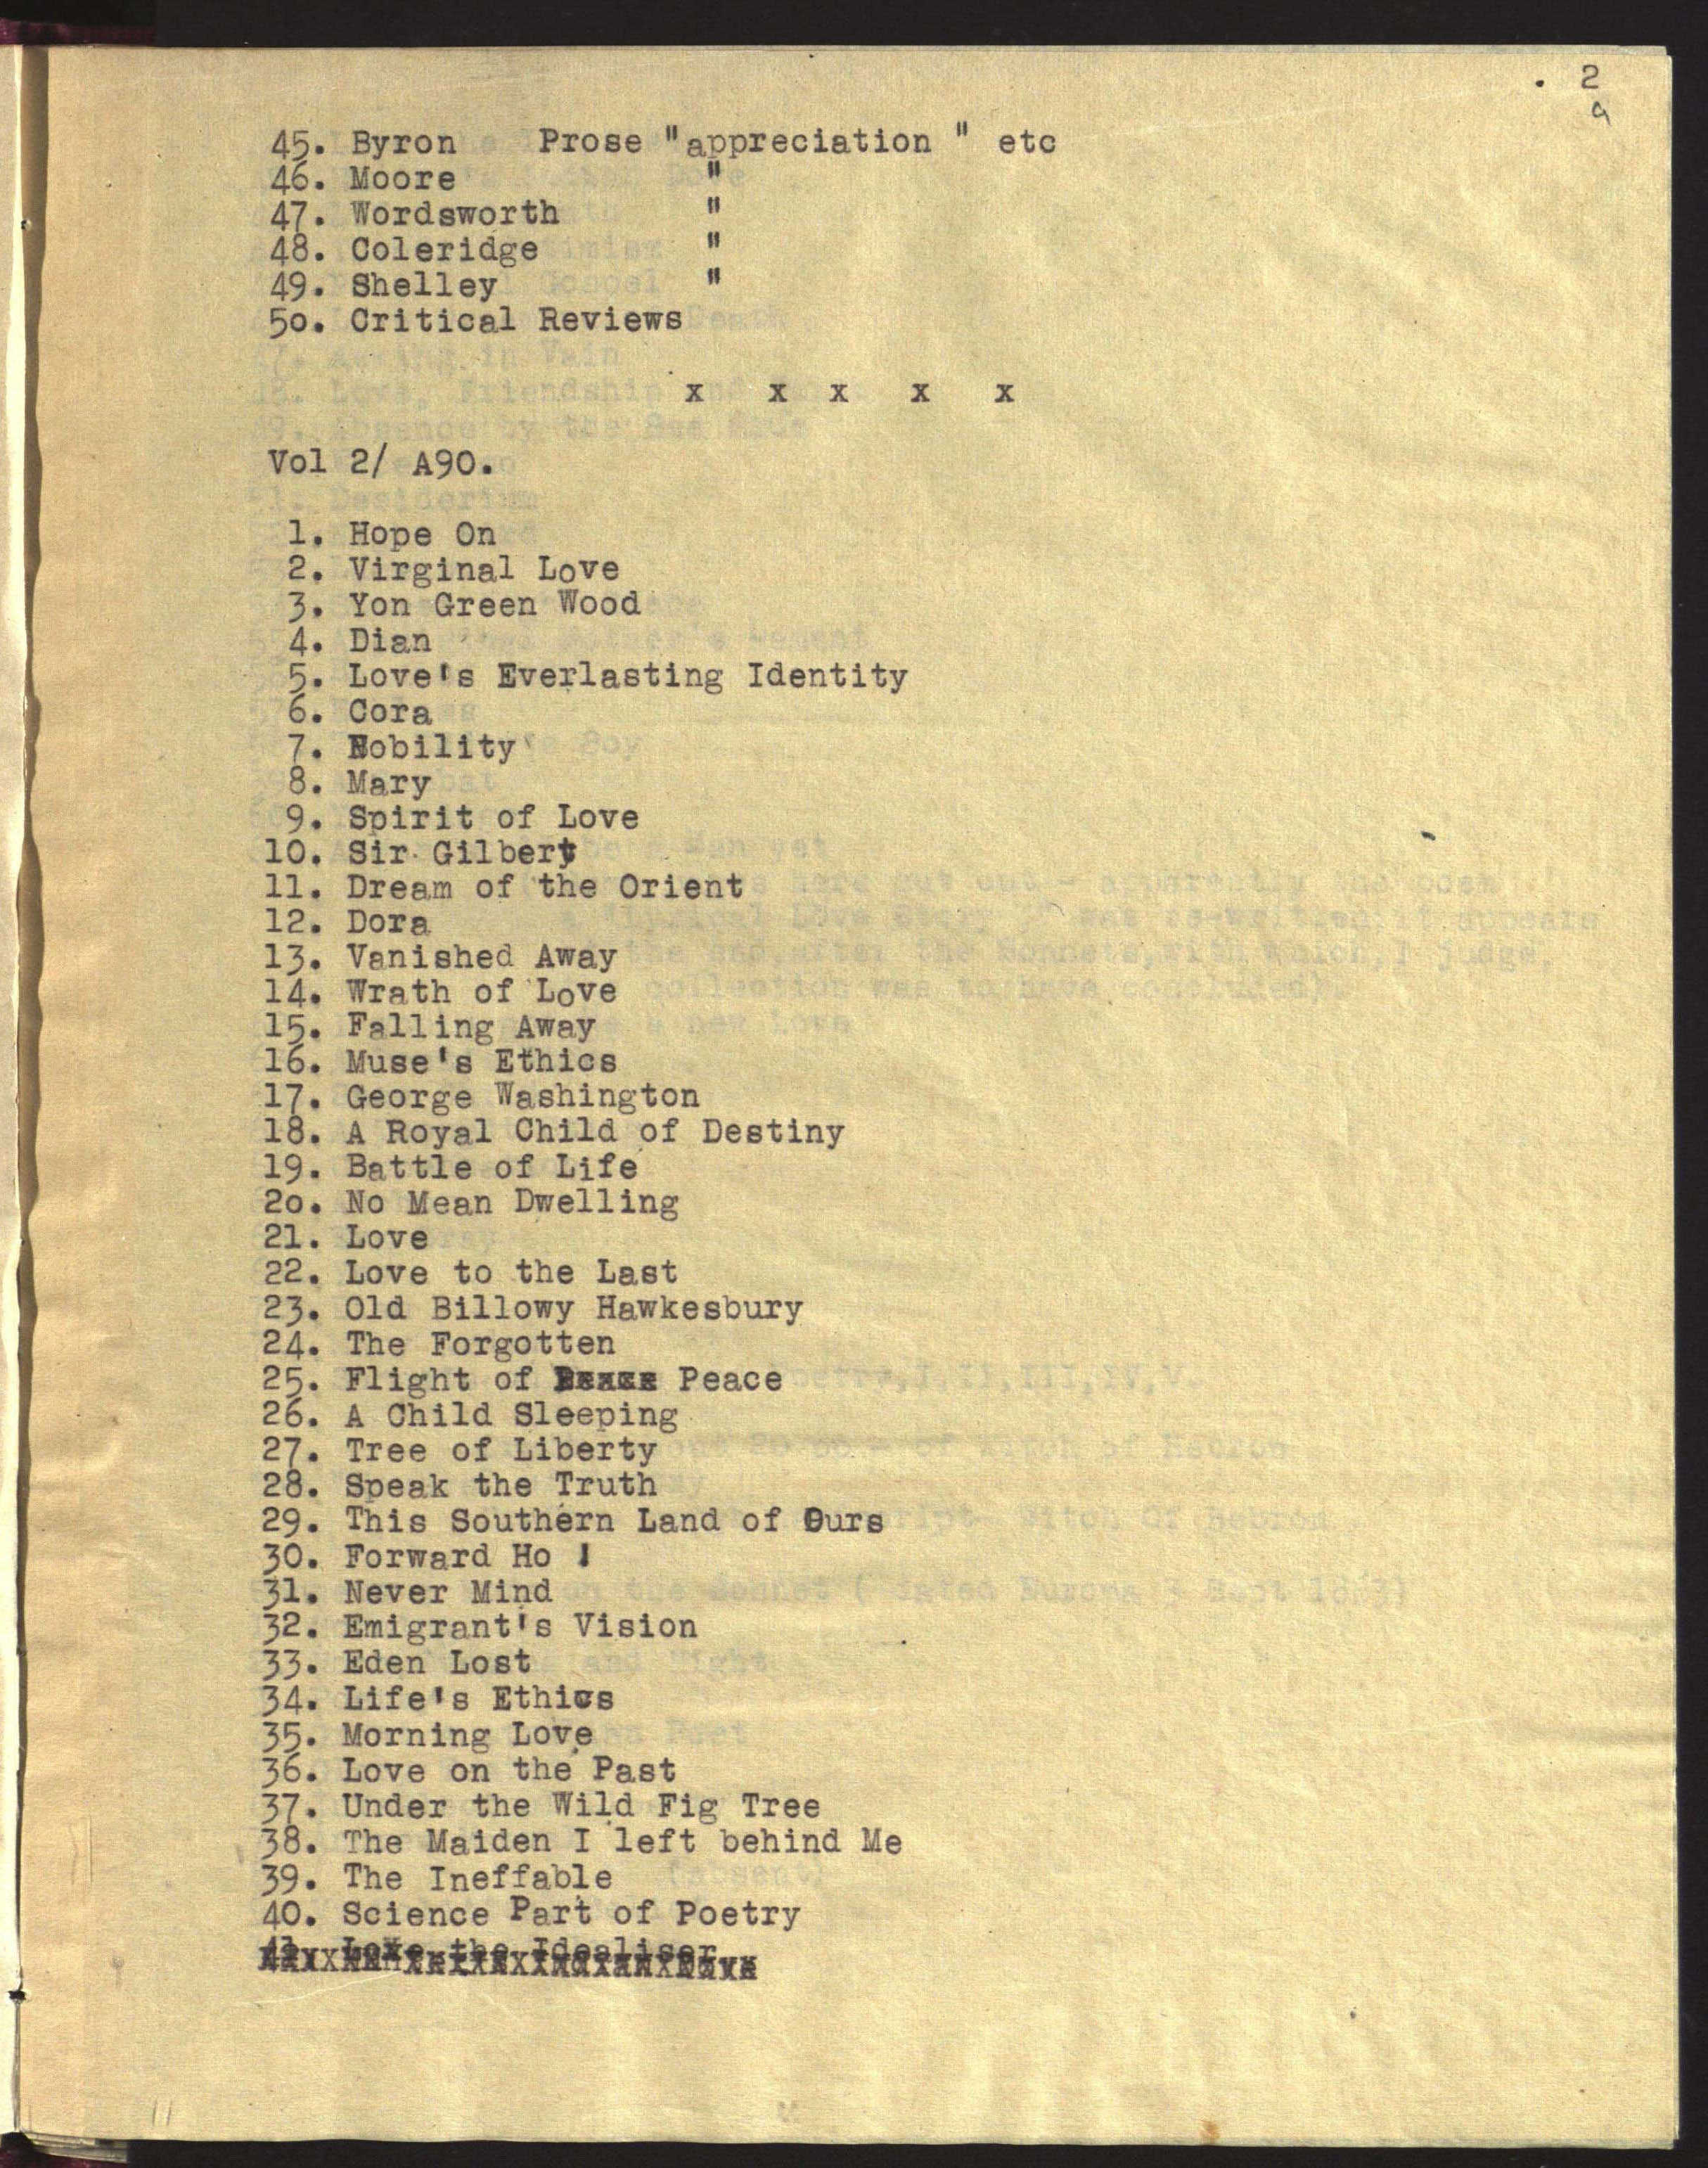 . 2
a
45. Byron Prose "appreciation " etc
46. Moore "
47. Wordsworth "
48. Coleridge "
49. Shelley "
5o. Critical Reviews
x x x x x
Vol 2/ A90.
1. Hope On
2. Virginal Love
3. Yon Green Wood
4. Dian
5. Love's Everlasting Identity
6. Cora
7. Nobility
8. Mary
9. Spirit of Love
10. Sir Gilbert
11. Dream of the Orient
12. Dora
13. Vanished Away
14. Wrath of Love
15. Falling Away
16. Muse's Ethics
17. George Washington
18. A Royal Child of Destiny
19. Battle of Life
2o. No Mean Dwelling
21. Love
22. Love to the Last
23. Old Billowy Hawkesbury
24. The Forgotten
25. Flight of Peace
26. A Child Sleeping
27. Tree of Liberty
28. Speak the Truth
29. This Southern Land of Ours
30. Forward Ho !
31. Never Mind
32. Emigrant's Vision
33. Eden Lost
34. Life's Ethics
35. Morning Love
36. Love on the Past
37. Under the Wild Fig Tree
38. The Maiden I left behind Me
39. The Ineffable
40. Science Part of Poetry
41. Love the Idealiser